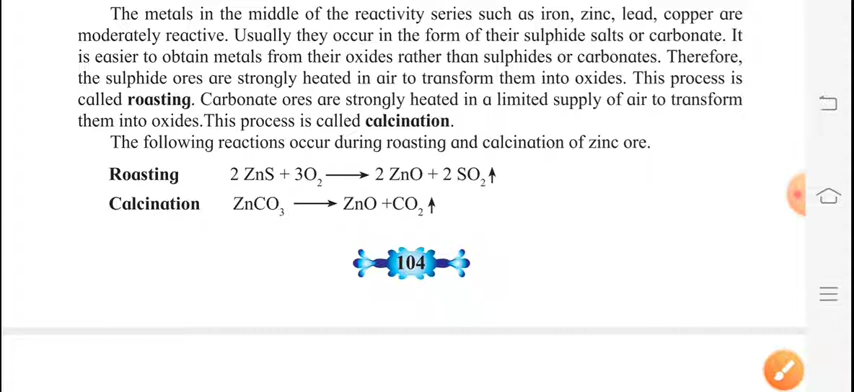 The metals in the middle of the reactivity series such as iron, zinc, lead, copper are
moderately reactive. Usually they occur in the form of their sulphide salts or carbonate. It
is easier to obtain metals from their oxides rather than sulphides or carbonates. Therefore,
the sulphide ores are strongly heated in air to transform them into oxides. This process is
called roasting. Carbonate ores are strongly heated in a limited supply of air to transform
them into oxides.This process is called calcination.
The following reactions occur during roasting and calcination of zinc ore.
Roasting 2 ZnS + 3O₂ ⟶ 2 ZnO + 2 SO₂↑
Calcination ZnCO₃ ⟶ ZnO +CO₂↑
104